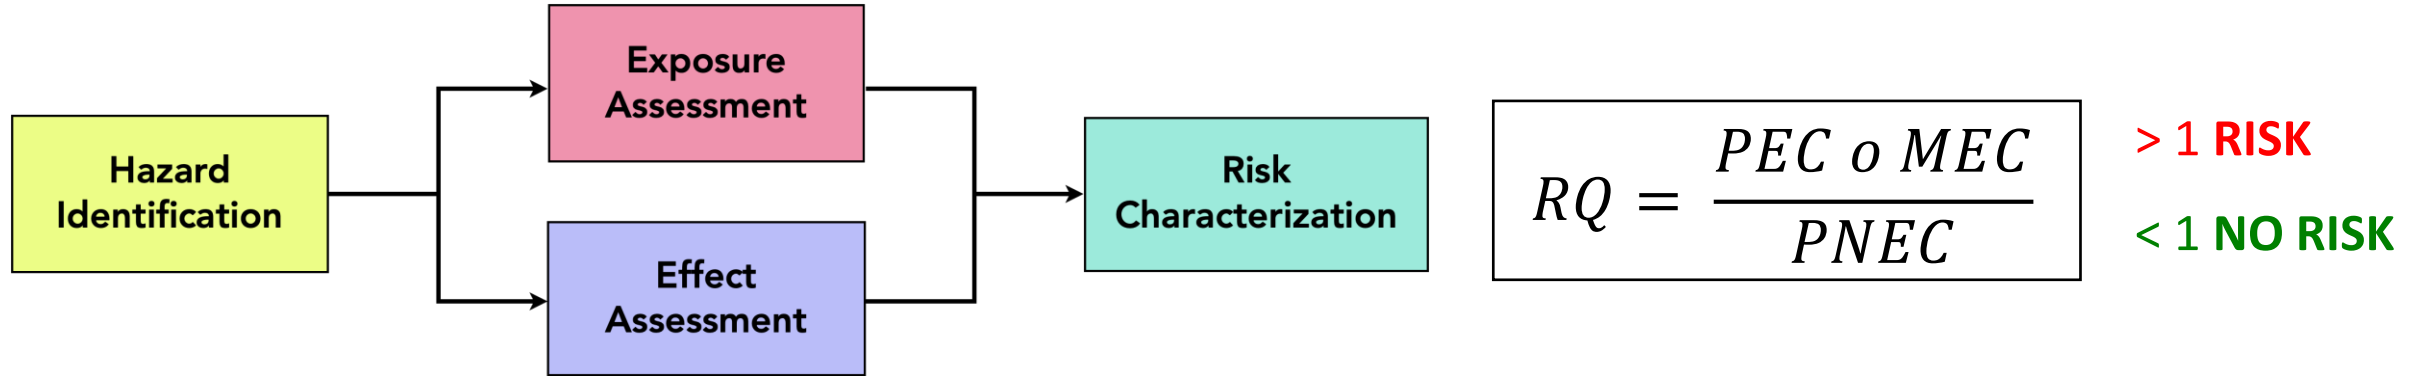 Hazard
Identification
Exposure
Assessment
Effect
Assessment
Risk
Characterization
RQ = PEC o MEC / PNEC
> 1 RISK
< 1 NO RISK